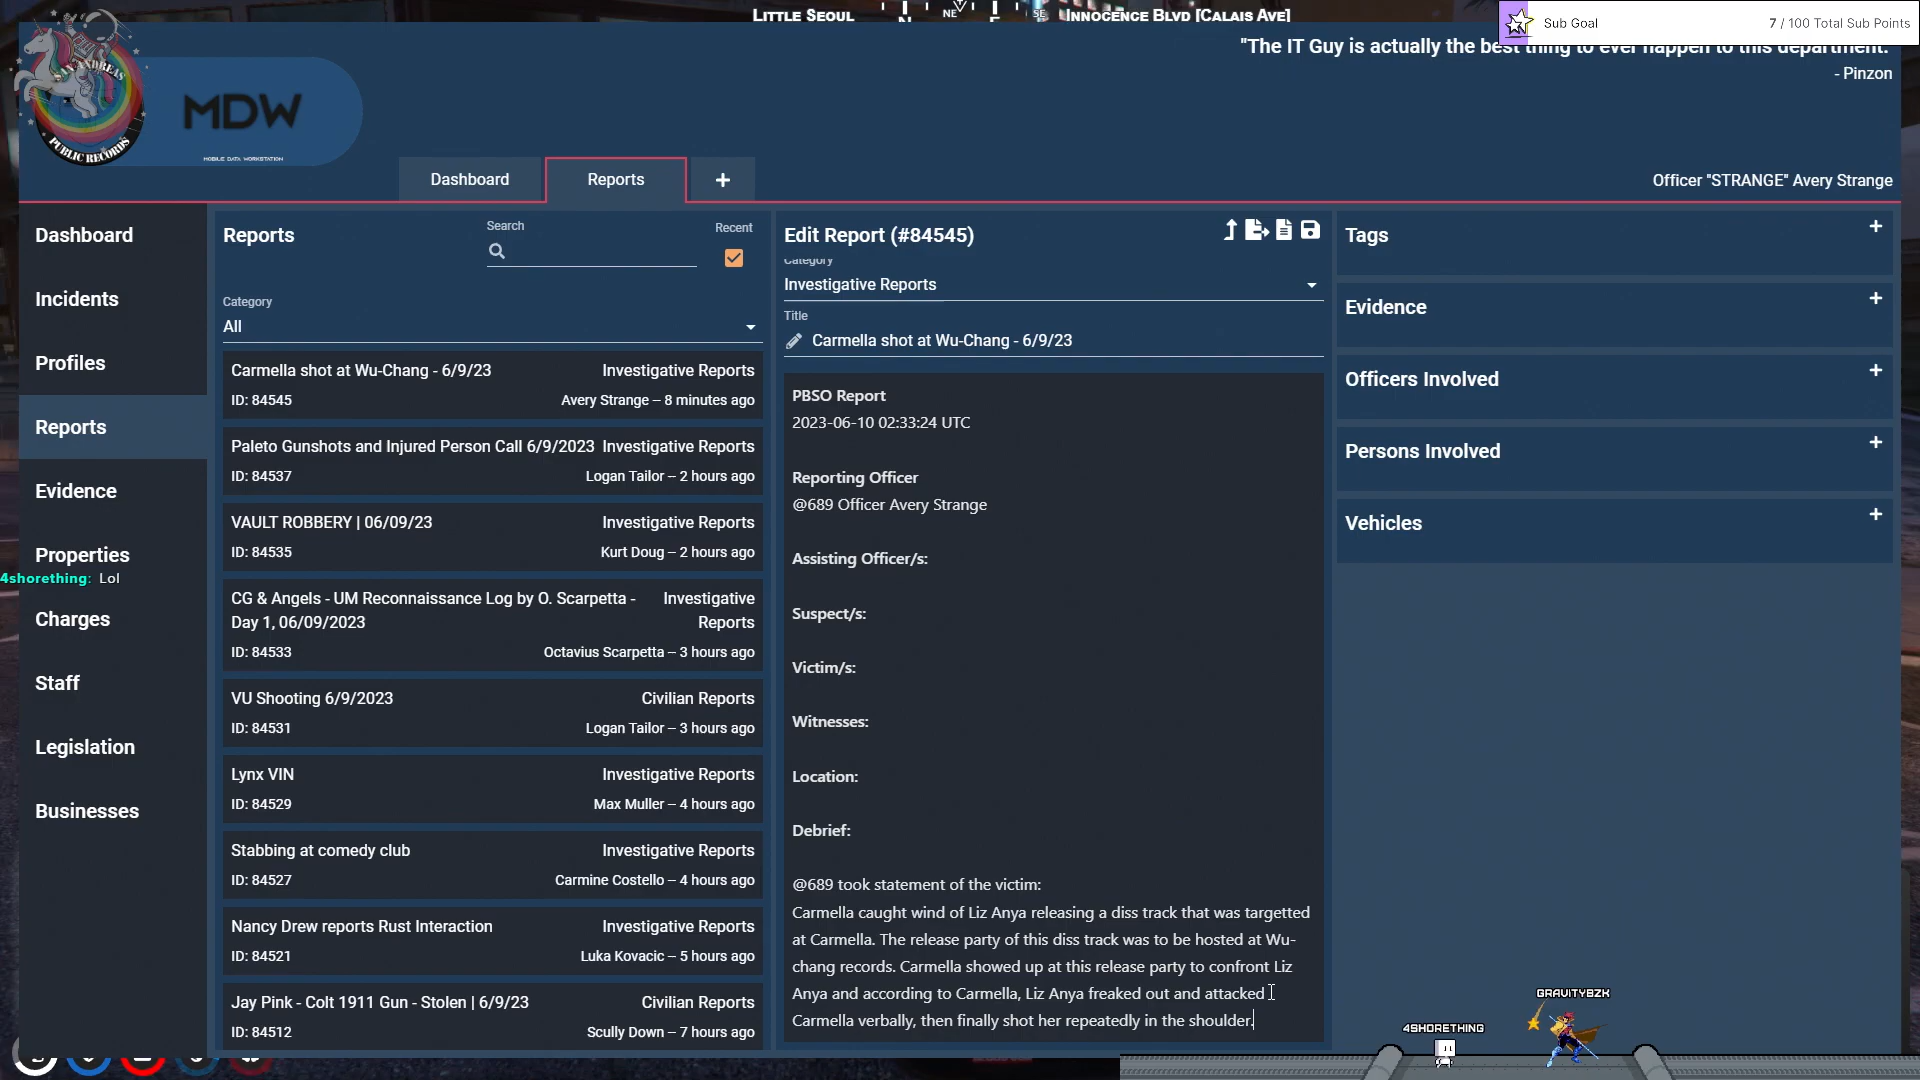 LITTLE SEOUL
N
NE
E
SE
INNOCENCE BLVD [CALAIS AVE]
Sub Goal
7 / 100 Total Sub Points
"The IT Guy is actually the best thing to ever happen to this department."
- Pinzon
SAN ANDREAS
PUBLIC RECORDS
MDW
MOBILE DATA WORKSTATION
Dashboard
Reports
+
Officer "STRANGE" Avery Strange
Dashboard
Incidents
Profiles
Reports
Evidence
Properties
4shorething: Lol
Charges
Staff
Legislation
Businesses
Reports
Search
Recent
Category
All
Carmella shot at Wu-Chang - 6/9/23
Investigative Reports
ID: 84545
Avery Strange – 8 minutes ago
Paleto Gunshots and Injured Person Call 6/9/2023
Investigative Reports
ID: 84537
Logan Tailor – 2 hours ago
VAULT ROBBERY | 06/09/23
Investigative Reports
ID: 84535
Kurt Doug – 2 hours ago
CG & Angels - UM Reconnaissance Log by O. Scarpetta -
Day 1, 06/09/2023
Investigative
Reports
ID: 84533
Octavius Scarpetta – 3 hours ago
VU Shooting 6/9/2023
Civilian Reports
ID: 84531
Logan Tailor – 3 hours ago
Lynx VIN
Investigative Reports
ID: 84529
Max Muller – 4 hours ago
Stabbing at comedy club
Investigative Reports
ID: 84527
Carmine Costello – 4 hours ago
Nancy Drew reports Rust Interaction
Investigative Reports
ID: 84521
Luka Kovacic – 5 hours ago
Jay Pink - Colt 1911 Gun - Stolen | 6/9/23
Civilian Reports
ID: 84512
Scully Down – 7 hours ago
Edit Report (#84545)
Category
Investigative Reports
Title
Carmella shot at Wu-Chang - 6/9/23
PBSO Report
2023-06-10 02:33:24 UTC
Reporting Officer
@689 Officer Avery Strange
Assisting Officer/s:
Suspect/s:
Victim/s:
Witnesses:
Location:
Debrief:
@689 took statement of the victim:
Carmella caught wind of Liz Anya releasing a diss track that was targetted
at Carmella. The release party of this diss track was to be hosted at Wu-
chang records. Carmella showed up at this release party to confront Liz
Anya and according to Carmella, Liz Anya freaked out and attacked
Carmella verbally, then finally shot her repeatedly in the shoulder.
Tags
+
Evidence
+
Officers Involved
+
Persons Involved
+
Vehicles
+
GRAVITYBZK
4SHORETHING